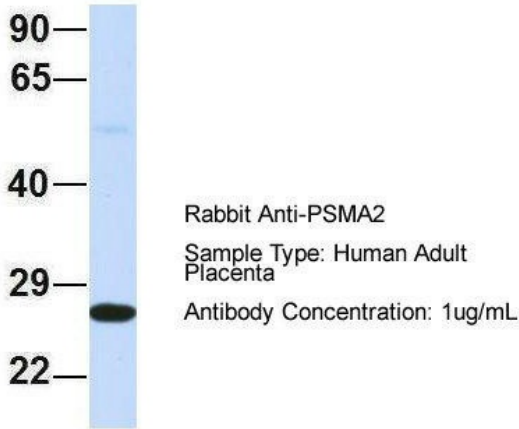 90
65
40
29
22
Rabbit Anti-PSMA2
Sample Type: Human Adult
Placenta
Antibody Concentration: 1ug/mL